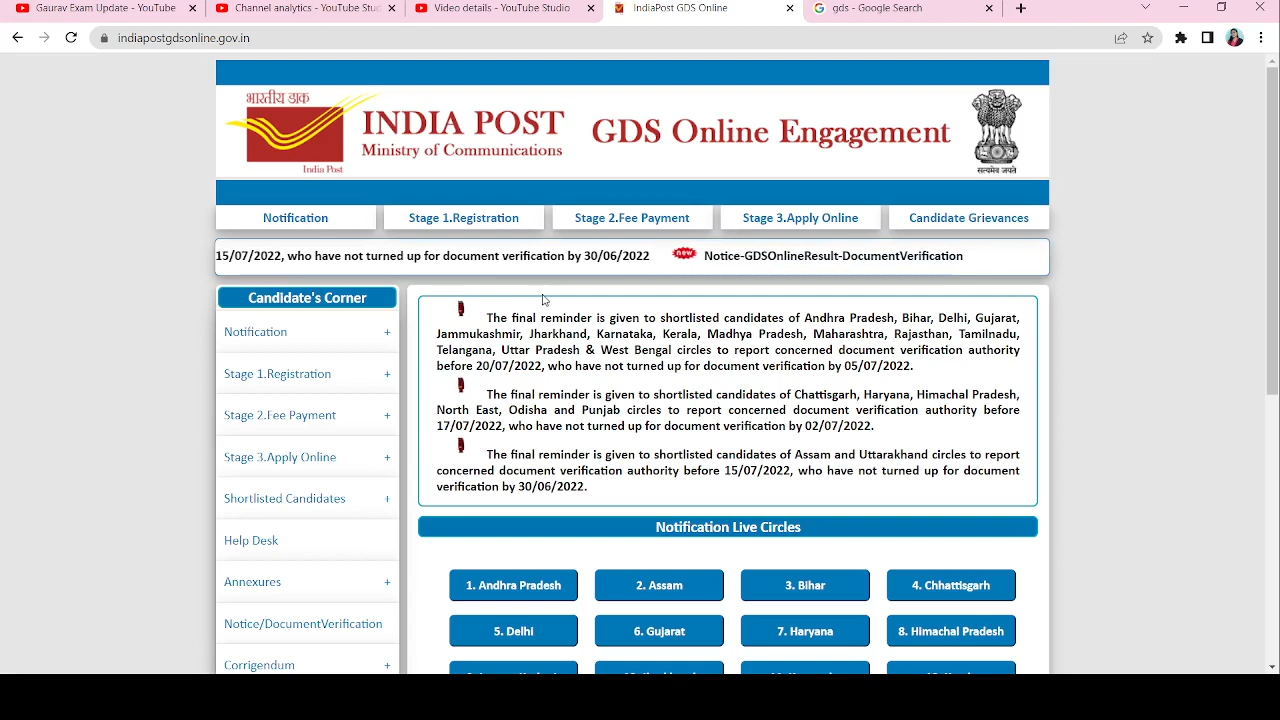 Gaurav Exam Update - YouTube
Channel analytics - YouTube Stud
Video details - YouTube Studio
IndiaPost GDS Online
gds - Google Search
indiapostgdsonline.gov.in
भारतीय डाक
India Post
INDIA POST
Ministry of Communications
GDS Online Engagement
सत्यमेव जयते
Notification
Stage 1.Registration
Stage 2.Fee Payment
Stage 3.Apply Online
Candidate Grievances
15/07/2022, who have not turned up for document verification by 30/06/2022 new Notice-GDSOnlineResult-DocumentVerification
Candidate's Corner
Notification +
Stage 1.Registration +
Stage 2.Fee Payment +
Stage 3.Apply Online +
Shortlisted Candidates +
Help Desk
Annexures +
Notice/DocumentVerification
Corrigendum +
The final reminder is given to shortlisted candidates of Andhra Pradesh, Bihar, Delhi, Gujarat,
Jammukashmir, Jharkhand, Karnataka, Kerala, Madhya Pradesh, Maharashtra, Rajasthan, Tamilnadu,
Telangana, Uttar Pradesh & West Bengal circles to report concerned document verification authority
before 20/07/2022, who have not turned up for document verification by 05/07/2022.
The final reminder is given to shortlisted candidates of Chattisgarh, Haryana, Himachal Pradesh,
North East, Odisha and Punjab circles to report concerned document verification authority before
17/07/2022, who have not turned up for document verification by 02/07/2022.
The final reminder is given to shortlisted candidates of Assam and Uttarakhand circles to report
concerned document verification authority before 15/07/2022, who have not turned up for document
verification by 30/06/2022.
Notification Live Circles
1. Andhra Pradesh
2. Assam
3. Bihar
4. Chhattisgarh
5. Delhi
6. Gujarat
7. Haryana
8. Himachal Pradesh